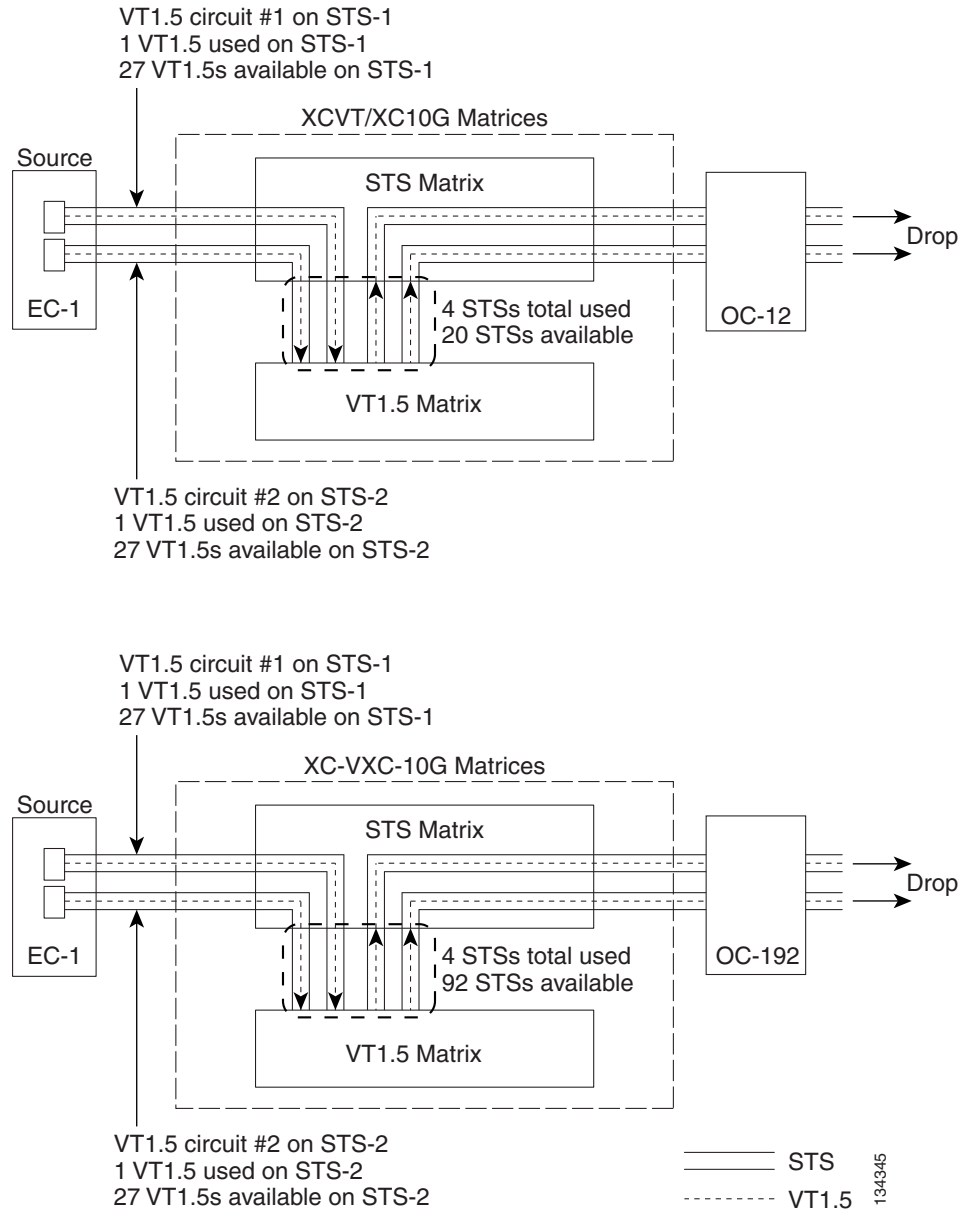 VT1.5 circuit #1 on STS-1
1 VT1.5 used on STS-1
27 VT1.5s available on STS-1
XCVT/XC10G Matrices
Source
STS Matrix
Drop
EC-1
4 STSs total used
20 STSs available
OC-12
VT1.5 Matrix
VT1.5 circuit #2 on STS-2
1 VT1.5 used on STS-2
27 VT1.5s available on STS-2
VT1.5 circuit #1 on STS-1
1 VT1.5 used on STS-1
27 VT1.5s available on STS-1
XC-VXC-10G Matrices
Source
STS Matrix
Drop
EC-1
4 STSs total used
92 STSs available
OC-192
VT1.5 Matrix
VT1.5 circuit #2 on STS-2
1 VT1.5 used on STS-2
27 VT1.5s available on STS-2
STS
VT1.5
134345